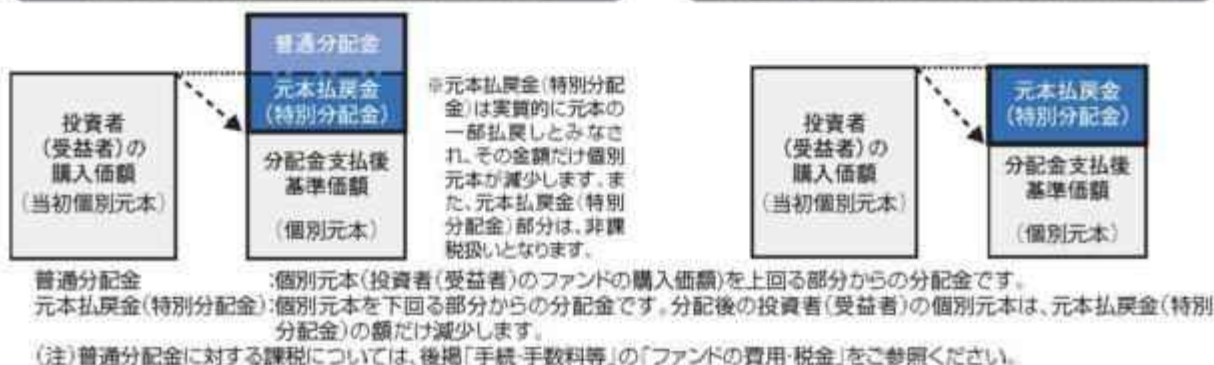 普通分配金
元本払戻金
(特別分配金)
投資者
(受益者)の
購入価額
(当初個別元本)
分配金支払後
基準価額
(個別元本)
※元本払戻金(特別分配
金)は実質的に元本の
一部払戻しとみなさ
れ、その金額だけ個別
元本が減少します。ま
た、元本払戻金(特別
分配金)部分は、非課
税扱いとなります。
投資者
(受益者)の
購入価額
(当初個別元本)
元本払戻金
(特別分配金)
分配金支払後
基準価額
(個別元本)
普通分配金 :個別元本(投資者(受益者)のファンドの購入価額)を上回る部分からの分配金です。
元本払戻金(特別分配金):個別元本を下回る部分からの分配金です。分配後の投資者(受益者)の個別元本は、元本払戻金(特別
分配金)の額だけ減少します。
(注)普通分配金に対する課税については、後掲「手続・手数料等」の「ファンドの費用・税金」をご参照ください。